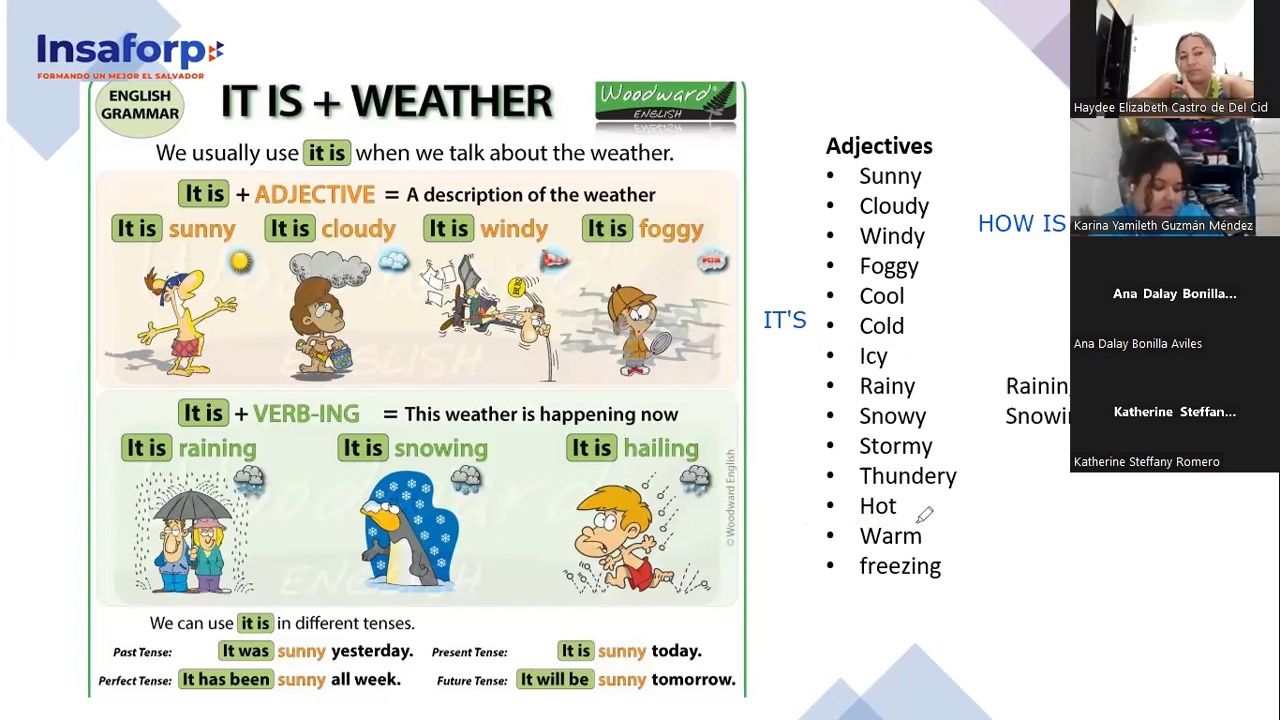 Insaforp
FORMANDO UN MEJOR EL SALVADOR
ENGLISH
GRAMMAR
IT IS + WEATHER
Woodward®
ENGLISH
We usually use it is when we talk about the weather.
It is + ADJECTIVE = A description of the weather
It is sunny
It is cloudy
It is windy
It is foggy
FOG
It is + VERB-ING = This weather is happening now
It is raining
It is snowing
It is hailing
© Woodward English
We can use it is in different tenses.
Past Tense: It was sunny yesterday.
Present Tense: It is sunny today.
Perfect Tense: It has been sunny all week.
Future Tense: It will be sunny tomorrow.
IT'S
Adjectives
• Sunny
• Cloudy
• Windy
• Foggy
• Cool
• Cold
• Icy
• Rainy
• Snowy
• Stormy
• Thundery
• Hot
• Warm
• freezing
HOW IS
Rainin
Snowi
Haydee Elizabeth Castro de Del Cid
Karina Yamileth Guzmán Méndez
Ana Dalay Bonilla...
Ana Dalay Bonilla Aviles
Katherine Steffan...
Katherine Steffany Romero